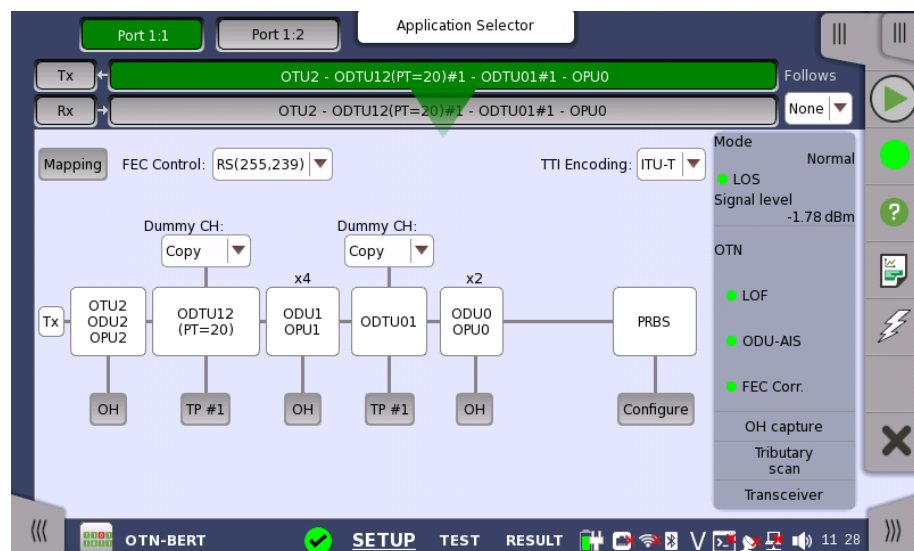 Application Selector
Port 1:1
Port 1:2
Tx
OTU2 - ODTU12(PT=20)#1 - ODTU01#1 - OPU0
Follows
Rx
OTU2 - ODTU12(PT=20)#1 - ODTU01#1 - OPU0
None
Mapping
FEC Control:
RS(255,239)
TTI Encoding:
ITU-T
Dummy CH:
Dummy CH:
Copy
Copy
x4
x2
Tx
OTU2
ODU2
OPU2
ODTU12
(PT=20)
ODU1
OPU1
ODTU01
ODU0
OPU0
PRBS
OH
TP #1
OH
TP #1
OH
Configure
Mode
Normal
LOS
Signal level
-1.78 dBm
OTN
LOF
ODU-AIS
FEC Corr.
OH capture
Tributary
scan
Transceiver
OTN-BERT
SETUP
TEST
RESULT
V
11 28